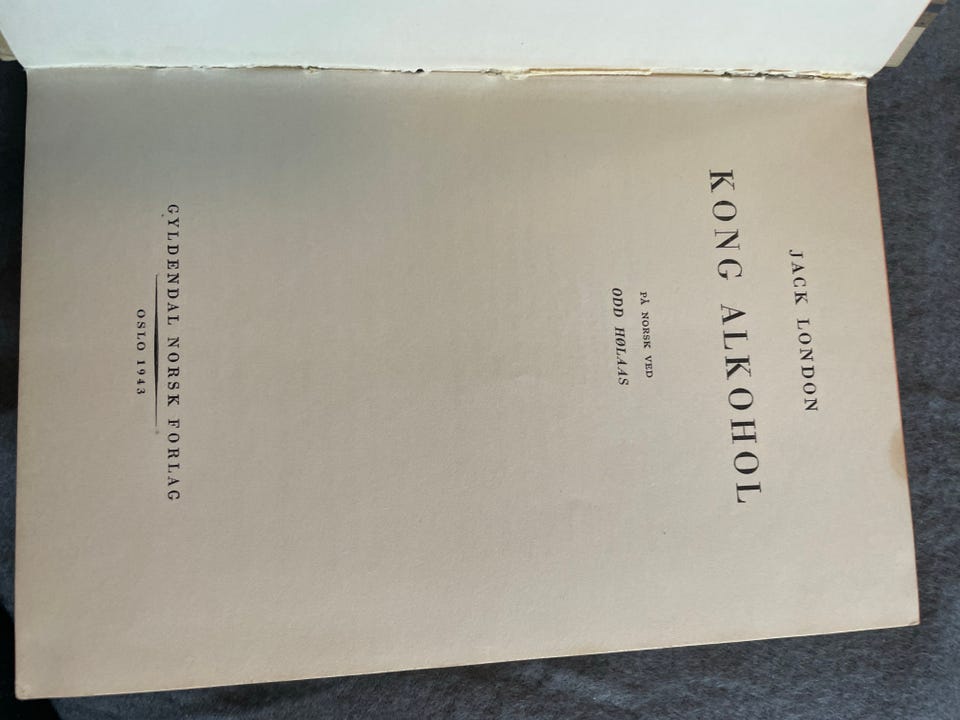 JACK LONDON
KONG ALKOHOL
PÅ NORSK VED
ODD HØLAAS
GYLDENDAL NORSK FORLAG
OSLO 1943